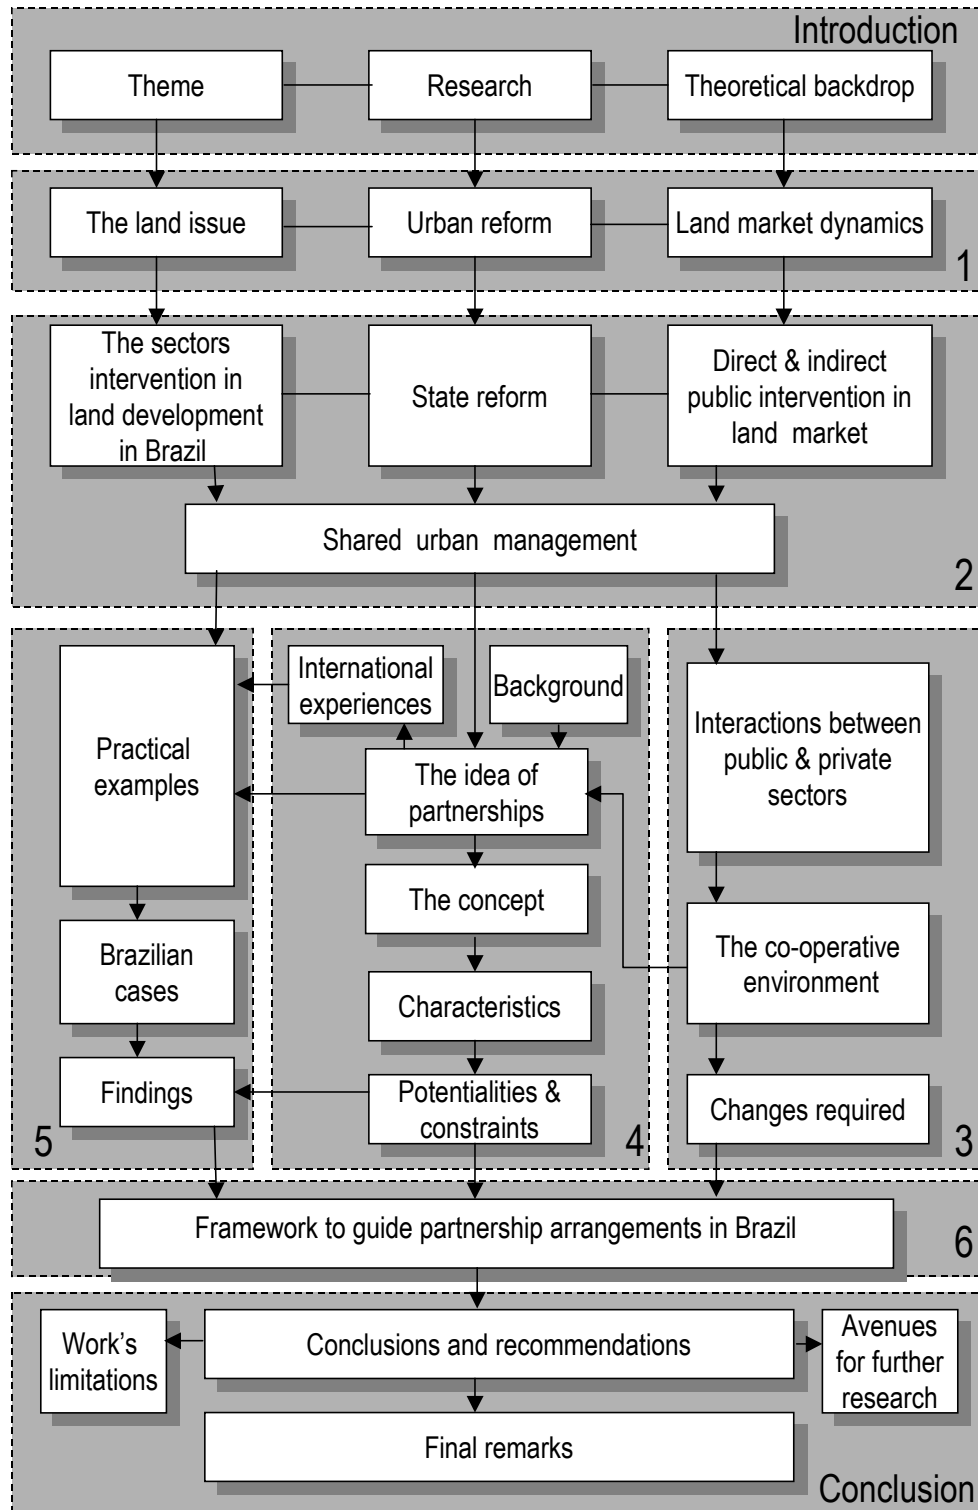 Introduction
Theme
Research
Theoretical backdrop
The land issue
Urban reform
Land market dynamics
1
The sectors
intervention in
land development
in Brazil
State reform
Direct & indirect
public intervention in
land market
Shared urban management
2
Practical
examples
Brazilian
cases
Findings
5
International
experiences
Background
The idea of
partnerships
The concept
Characteristics
Potentialities &
constraints
4
Interactions between
public & private
sectors
The co-operative
environment
Changes required
3
Framework to guide partnership arrangements in Brazil
6
Work's
limitations
Conclusions and recommendations
Avenues
for further
research
Final remarks
Conclusion